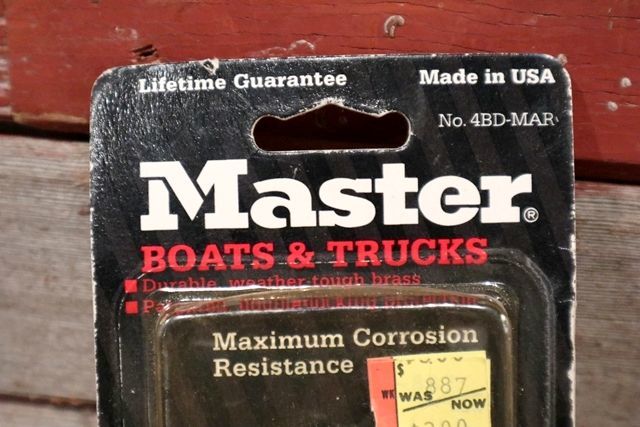 Lifetime Guarantee
Made in USA
No. 4BD-MAR
Master®
BOATS & TRUCKS
■ Durable, weather tough brass
Maximum Corrosion
Resistance
$
887
WAS
NOW